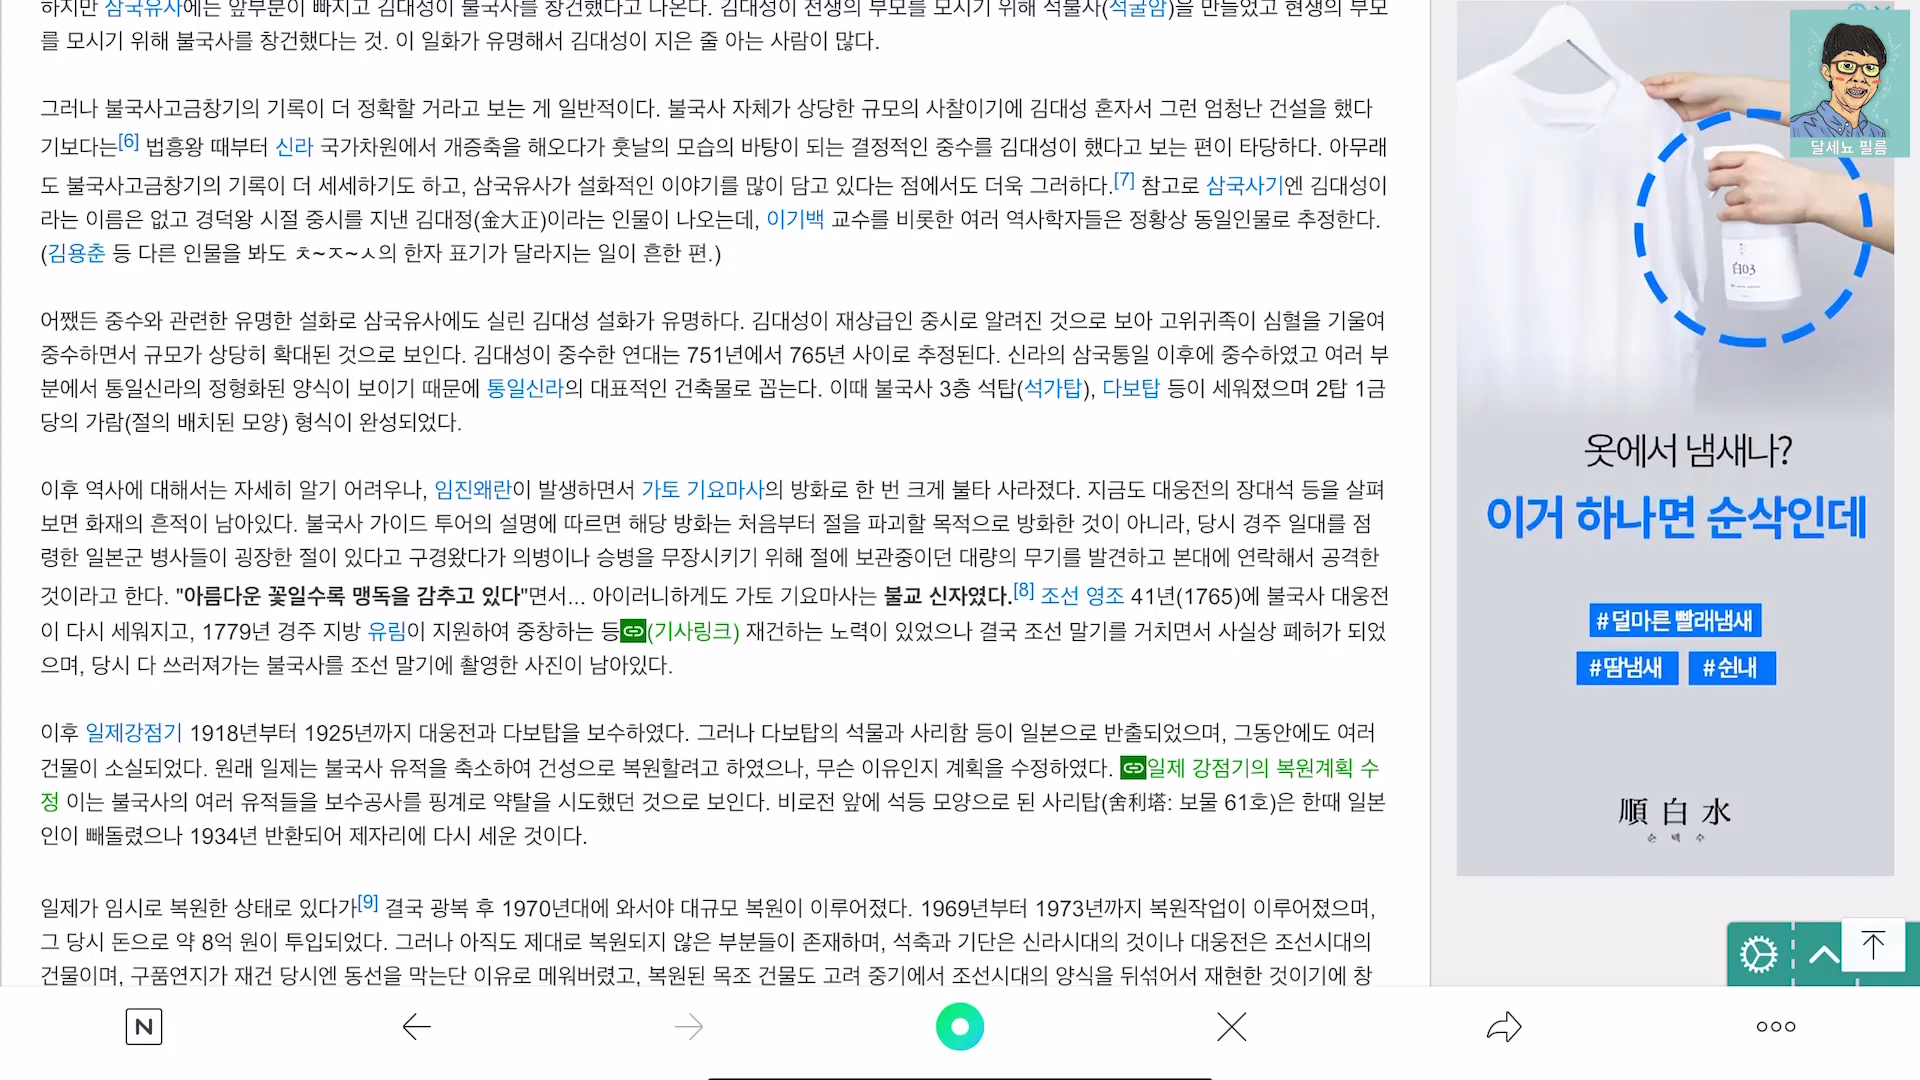 하지만 삼국유사에는 앞부분이 빠지고 김대성이 불국사를 창건했다고 나온다. 김대성이 전생의 부모를 모시기 위해 석불사(석굴암)을 만들었고 현생의 부모
를 모시기 위해 불국사를 창건했다는 것. 이 일화가 유명해서 김대성이 지은 줄 아는 사람이 많다.
그러나 불국사고금창기의 기록이 더 정확할 거라고 보는 게 일반적이다. 불국사 자체가 상당한 규모의 사찰이기에 김대성 혼자서 그런 엄청난 건설을 했다
기보다는[6] 법흥왕 때부터 신라 국가차원에서 개증축을 해오다가 훗날의 모습의 바탕이 되는 결정적인 중수를 김대성이 했다고 보는 편이 타당하다. 아무래
도 불국사고금창기의 기록이 더 세세하기도 하고, 삼국유사가 설화적인 이야기를 많이 담고 있다는 점에서도 더욱 그러하다.[7] 참고로 삼국사기엔 김대성이
라는 이름은 없고 경덕왕 시절 중시를 지낸 김대정(金大正)이라는 인물이 나오는데, 이기백 교수를 비롯한 여러 역사학자들은 정황상 동일인물로 추정한다.
(김용춘 등 다른 인물을 봐도 ㅊ~ㅈ~ㅅ의 한자 표기가 달라지는 일이 흔한 편.)
어쨌든 중수와 관련한 유명한 설화로 삼국유사에도 실린 김대성 설화가 유명하다. 김대성이 재상급인 중시로 알려진 것으로 보아 고위귀족이 심혈을 기울여
중수하면서 규모가 상당히 확대된 것으로 보인다. 김대성이 중수한 연대는 751년에서 765년 사이로 추정된다. 신라의 삼국통일 이후에 중수하였고 여러 부
분에서 통일신라의 정형화된 양식이 보이기 때문에 통일신라의 대표적인 건축물로 꼽는다. 이때 불국사 3층 석탑(석가탑), 다보탑 등이 세워졌으며 2탑 1금
당의 가람(절의 배치된 모양) 형식이 완성되었다.
이후 역사에 대해서는 자세히 알기 어려우나, 임진왜란이 발생하면서 가토 기요마사의 방화로 한 번 크게 불타 사라졌다. 지금도 대웅전의 장대석 등을 살펴
보면 화재의 흔적이 남아있다. 불국사 가이드 투어의 설명에 따르면 해당 방화는 처음부터 절을 파괴할 목적으로 방화한 것이 아니라, 당시 경주 일대를 점
령한 일본군 병사들이 굉장한 절이 있다고 구경왔다가 의병이나 승병을 무장시키기 위해 절에 보관중이던 대량의 무기를 발견하고 본대에 연락해서 공격한
것이라고 한다. "아름다운 꽃일수록 맹독을 감추고 있다"면서... 아이러니하게도 가토 기요마사는 불교 신자였다.[8] 조선 영조 41년(1765)에 불국사 대웅전
이 다시 세워지고, 1779년 경주 지방 유림이 지원하여 중창하는 등(기사링크) 재건하는 노력이 있었으나 결국 조선 말기를 거치면서 사실상 폐허가 되었
으며, 당시 다 쓰러져가는 불국사를 조선 말기에 촬영한 사진이 남아있다.
이후 일제강점기 1918년부터 1925년까지 대웅전과 다보탑을 보수하였다. 그러나 다보탑의 석물과 사리함 등이 일본으로 반출되었으며, 그동안에도 여러
건물이 소실되었다. 원래 일제는 불국사 유적을 축소하여 건성으로 복원할려고 하였으나, 무슨 이유인지 계획을 수정하였다. 일제 강점기의 복원계획 수
정 이는 불국사의 여러 유적들을 보수공사를 핑계로 약탈을 시도했던 것으로 보인다. 비로전 앞에 석등 모양으로 된 사리탑(舍利塔: 보물 61호)은 한때 일본
인이 빼돌렸으나 1934년 반환되어 제자리에 다시 세운 것이다.
일제가 임시로 복원한 상태로 있다가[9] 결국 광복 후 1970년대에 와서야 대규모 복원이 이루어졌다. 1969년부터 1973년까지 복원작업이 이루어졌으며,
그 당시 돈으로 약 8억 원이 투입되었다. 그러나 아직도 제대로 복원되지 않은 부분들이 존재하며, 석축과 기단은 신라시대의 것이나 대웅전은 조선시대의
건물이며, 구품연지가 재건 당시엔 동선을 막는단 이유로 메워버렸고, 복원된 목조 건물도 고려 중기에서 조선시대의 양식을 뒤섞어서 재현한 것이기에 창
달세뇨 필름
白03
옷에서 냄새나?
이거 하나면 순삭인데
#덜마른 빨래냄새
#땀냄새 #쉰내
順白水
순백수
N